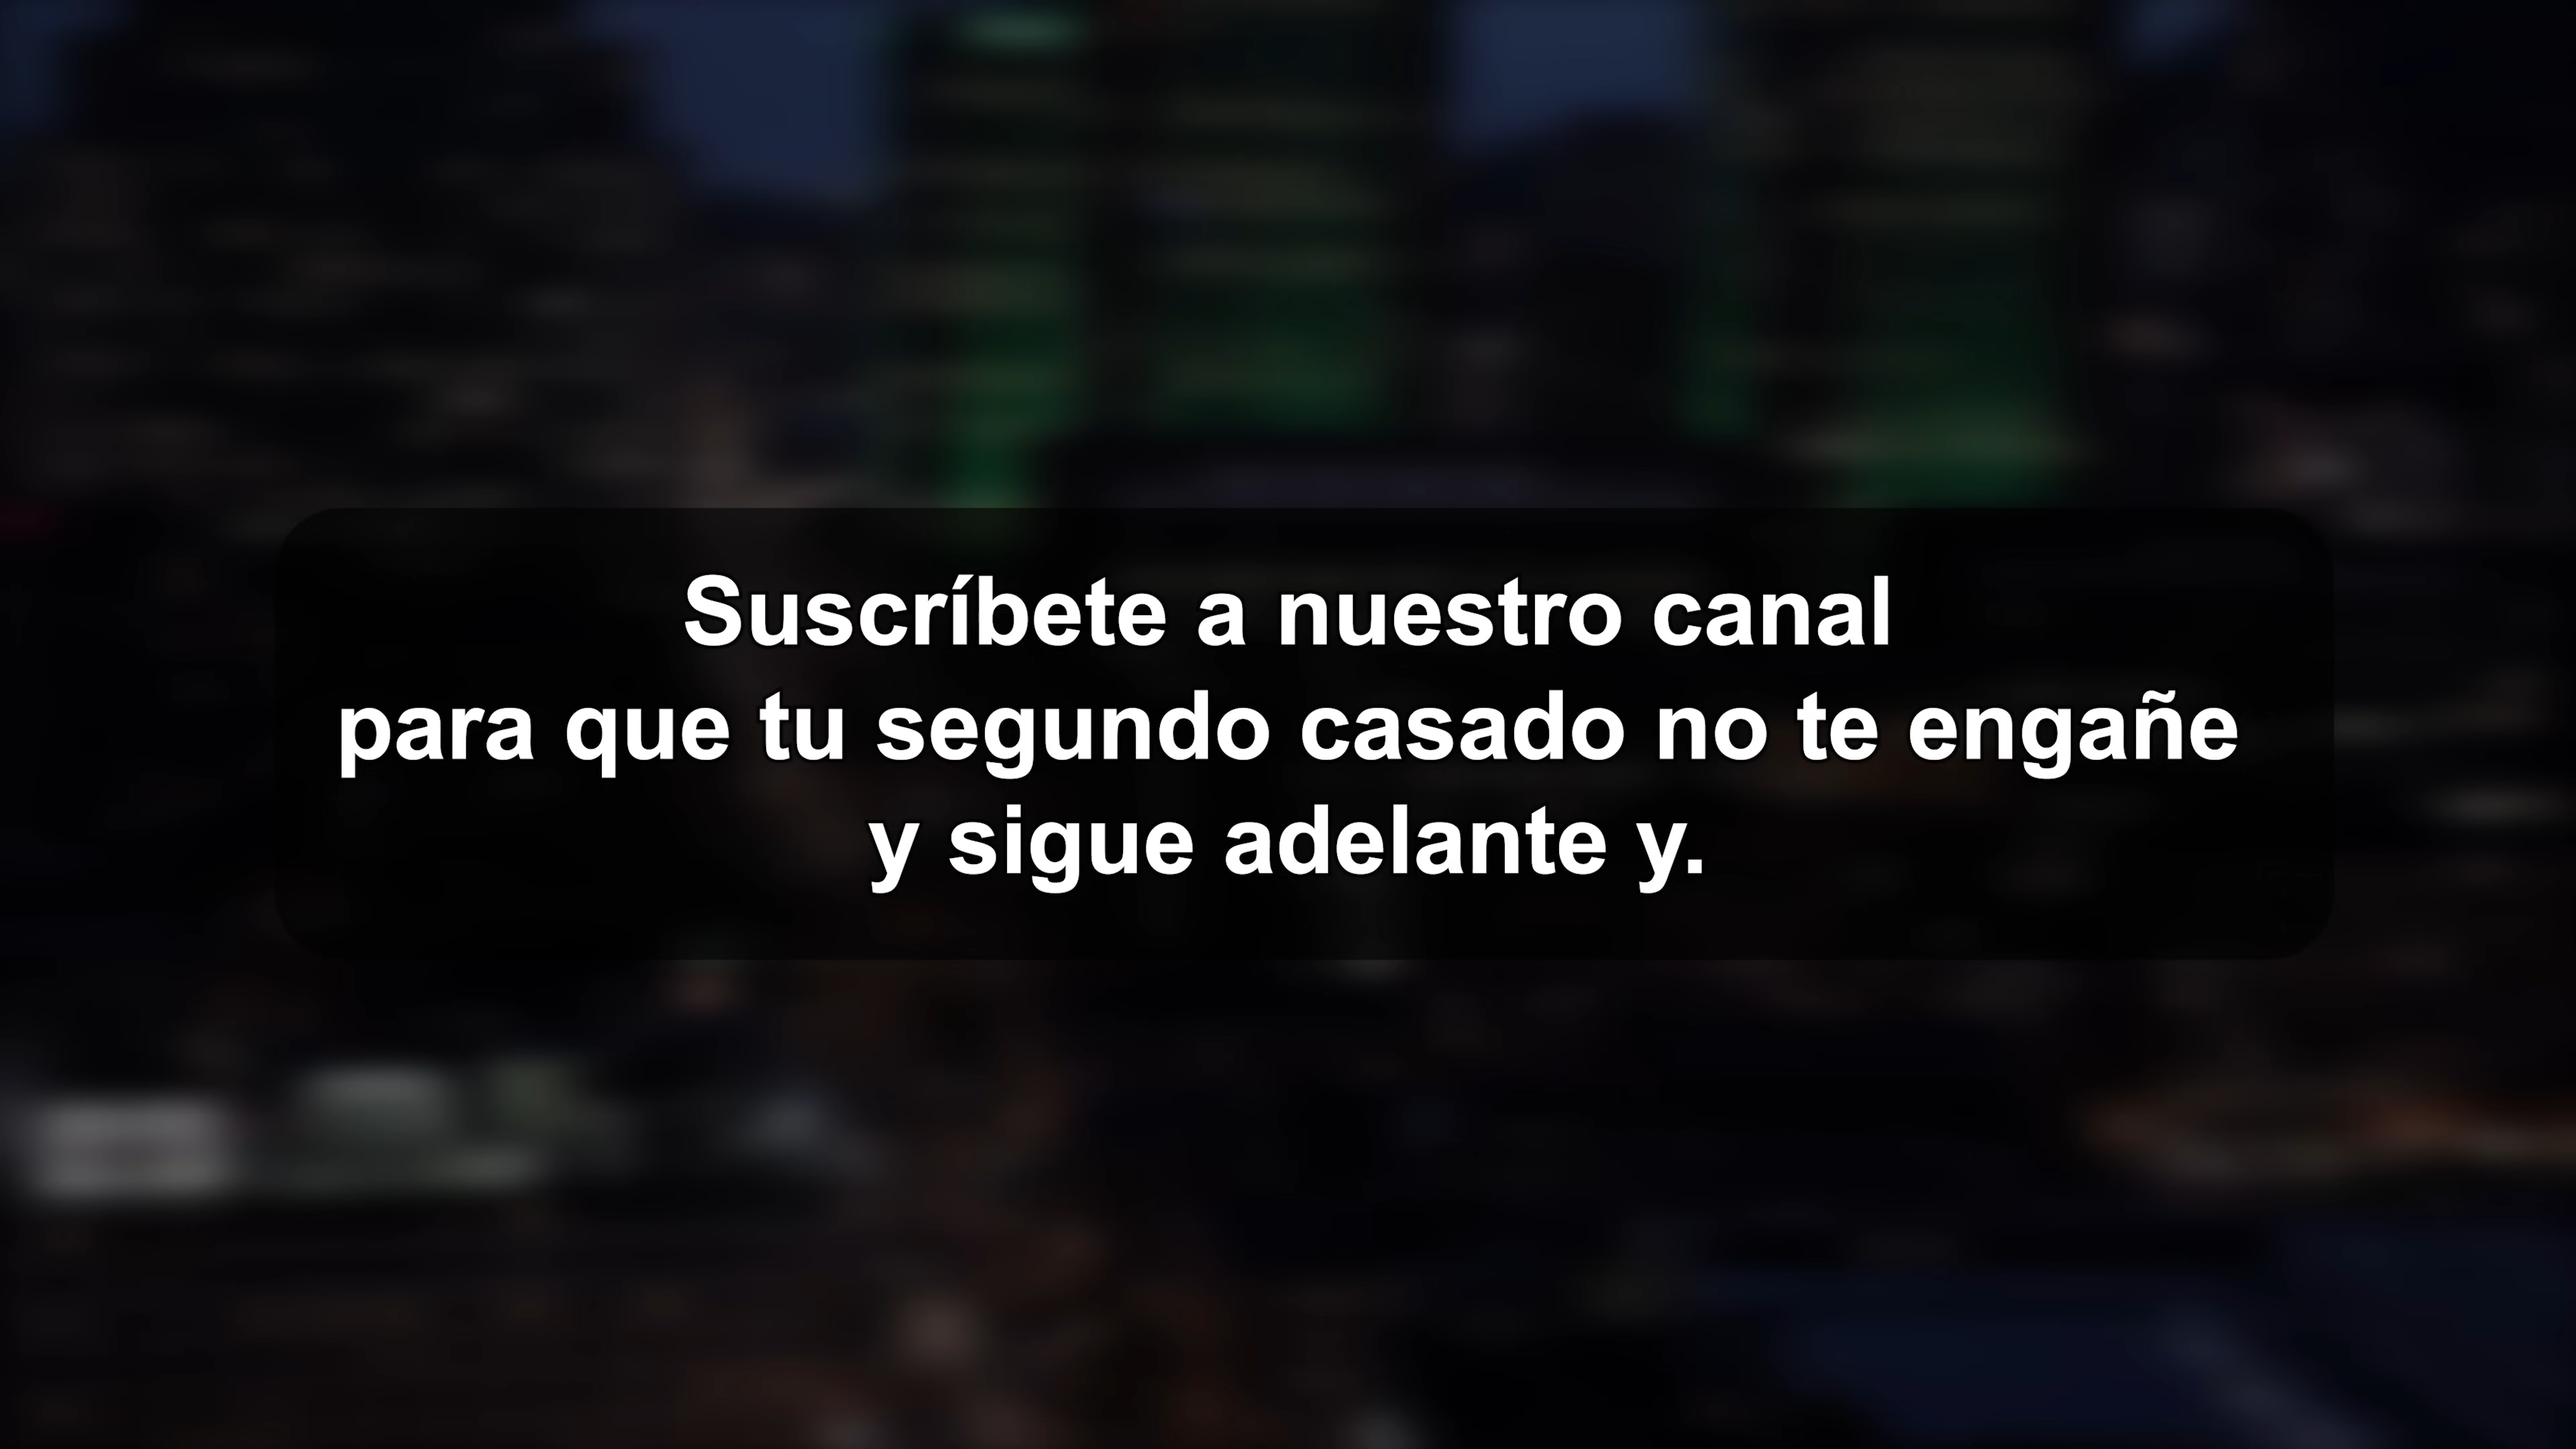 Suscríbete a nuestro canal
para que tu segundo casado no te engañe
y sigue adelante y.